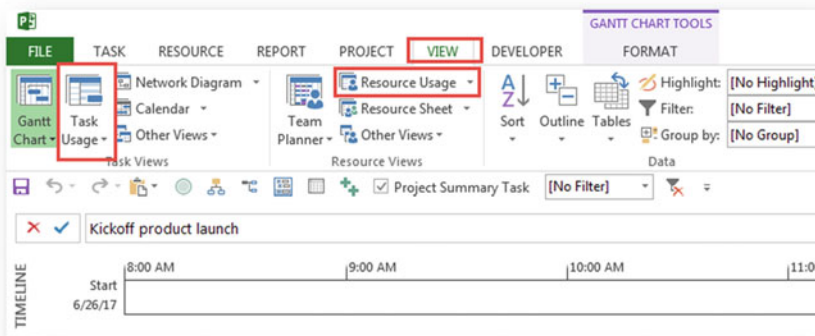 P
GANTT CHART TOOLS
FILE TASK RESOURCE REPORT PROJECT VIEW DEVELOPER FORMAT
Network Diagram Resource Usage Highlight: [No Highlight
Gantt Chart Task Usage Calendar Team Planner Resource Sheet Sort Outline Tables Filter: [No Filter]
Other Views Other Views Group by: [No Group]
Task Views Resource Views Data
Project Summary Task [No Filter]
Kickoff product launch
8:00 AM 9:00 AM 10:00 AM 11:0
TIMELINE
Start
6/26/17